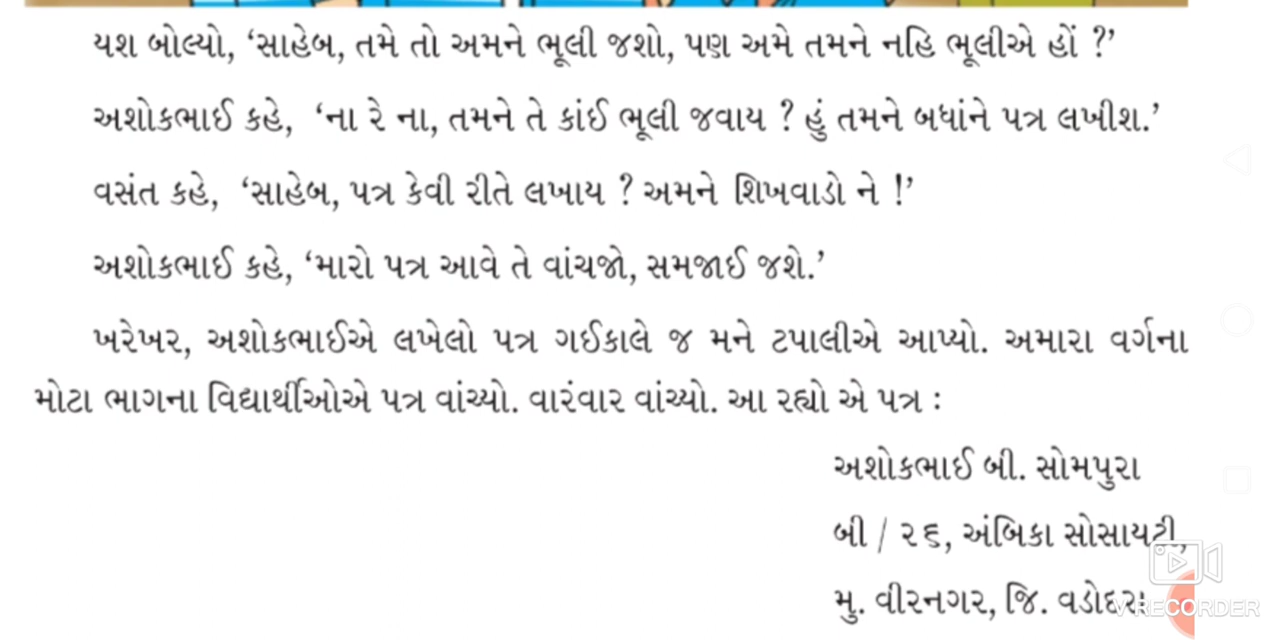 યશ બોલ્યો, ‘સાહેબ, તમે તો અમને ભૂલી જશો, પણ અમે તમને નહિ ભૂલીએ હોં ?’
અશોકભાઈ કહે, ‘ના રે ના, તમને તે કાંઈ ભૂલી જવાય ? હું તમને બધાંને પત્ર લખીશ.’
વસંત કહે, ‘સાહેબ, પત્ર કેવી રીતે લખાય ? અમને શિખવાડો ને !’
અશોકભાઈ કહે, ‘મારો પત્ર આવે તે વાંચજો, સમજાઈ જશે.’
ખરેખર, અશોકભાઈએ લખેલો પત્ર ગઈકાલે જ મને ટપાલીએ આપ્યો. અમારા વર્ગના
મોટા ભાગના વિદ્યાર્થીઓએ પત્ર વાંચ્યો. વારંવાર વાંચ્યો. આ રહ્યો એ પત્ર :
અશોકભાઈ બી. સોમપુરા
બી / ૨૬, અંબિકા સોસાયટી,
મુ. વીરનગર, જિ. વડોદરા
V RECORDER